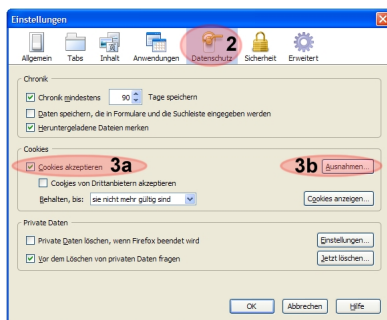 Einstellungen
2
Allgemein Tabs Inhalt Anwendungen Datenschutz Sicherheit Erweitert
Chronik
Chronik mindestens 90 Tage speichern
Daten speichern, die in Formulare und die Suchleiste eingegeben werden
Heruntergeladene Dateien merken
Cookies
Cookies akzeptieren 3a 3b Ausnahmen...
Cookies von Drittanbietern akzeptieren
Behalten, bis: sie nicht mehr gültig sind Cookies anzeigen...
Private Daten
Private Daten löschen, wenn Firefox beendet wird Einstellungen...
Vor dem Löschen von privaten Daten fragen Jetzt löschen...
OK Abbrechen Hilfe